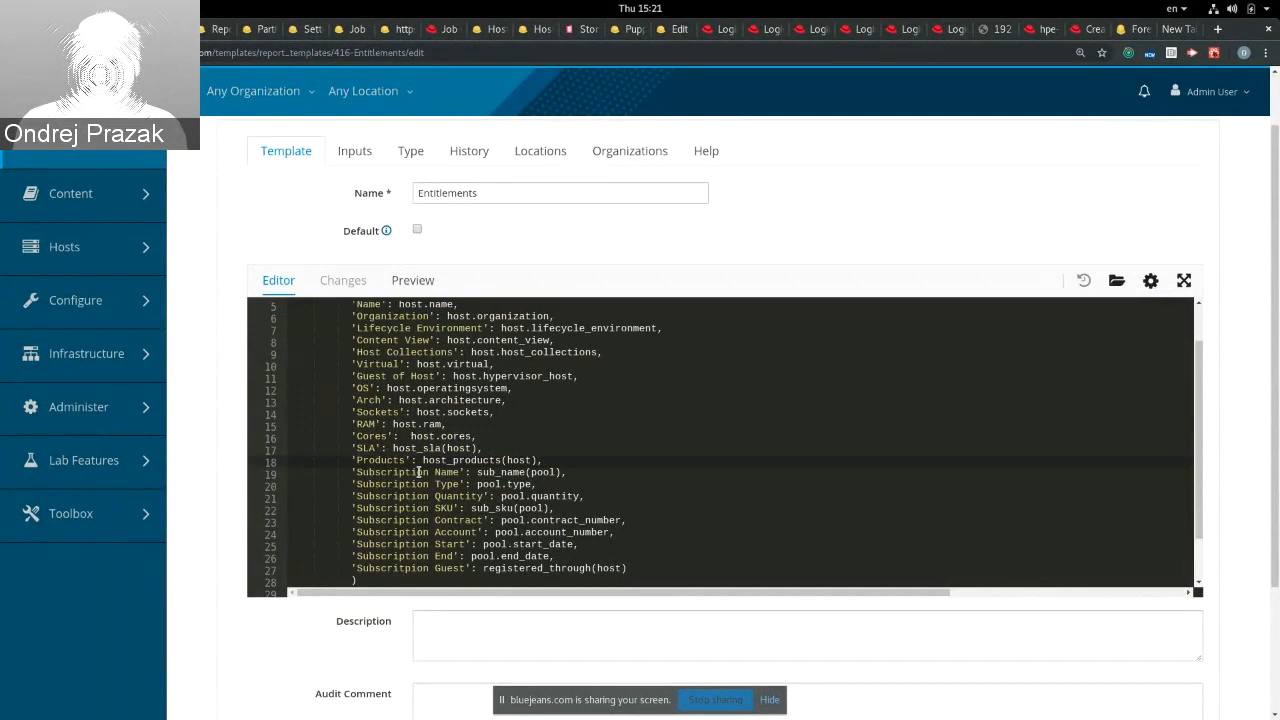 Thu 15:21
en
Repo
Parti
Setti
Job
http:
Job
Hos
Stor
Pup
Edit
Logi
Logi
Logi
Logi
Logi
192
hpe-
Crea
Forer
New Tab
om/templates/report_templates/416-Entitlements/edit
Ondrej Prazak
Any Organization
Any Location
Admin User
Content
Hosts
Configure
Infrastructure
Administer
Lab Features
Toolbox
Template
Inputs
Type
History
Locations
Organizations
Help
Name *
Entitlements
Default
Editor
Changes
Preview
5 'Name': host.name,
6 'Organization': host.organization,
7 'Lifecycle Environment': host.lifecycle_environment,
8 'Content View': host.content_view,
9 'Host Collections': host.host_collections,
10 'Virtual': host.virtual,
11 'Guest of Host': host.hypervisor_host,
12 'OS': host.operatingsystem,
13 'Arch': host.architecture,
14 'Sockets': host.sockets,
15 'RAM': host.ram,
16 'Cores':  host.cores,
17 'SLA': host_sla(host),
18 'Products': host_products(host),
19 'Subscription Name': sub_name(pool),
20 'Subscription Type': pool.type,
21 'Subscription Quantity': pool.quantity,
22 'Subscription SKU': sub_sku(pool),
23 'Subscription Contract': pool.contract_number,
24 'Subscription Account': pool.account_number,
25 'Subscription Start': pool.start_date,
26 'Subscription End': pool.end_date,
27 'Subscritpion Guest': registered_through(host)
28 )
29
Description
Audit Comment
bluejeans.com is sharing your screen.
Stop sharing
Hide